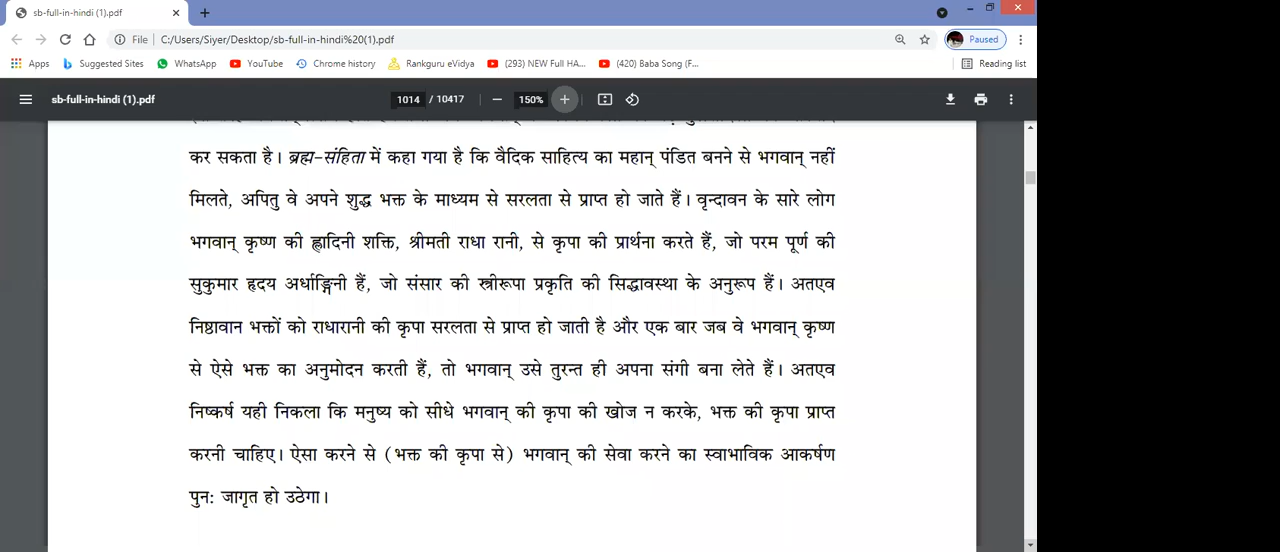 sb-full-in-hindi (1).pdf
File C:/Users/Siyer/Desktop/sb-full-in-hindi%20(1).pdf Paused
Apps Suggested Sites WhatsApp YouTube Chrome history Rankguru eVidya (293) NEW Full HA... (420) Baba Song (F... Reading list
sb-full-in-hindi (1).pdf 1014 / 10417 150%
कर सकता है। ब्रह्म-संहिता में कहा गया है कि वैदिक साहित्य का महान् पंडित बनने से भगवान् नहीं
मिलते, अपितु वे अपने शुद्ध भक्त के माध्यम से सरलता से प्राप्त हो जाते हैं। वृन्दावन के सारे लोग
भगवान् कृष्ण की ह्लादिनी शक्ति, श्रीमती राधा रानी, से कृपा की प्रार्थना करते हैं, जो परम पूर्ण की
सुकुमार हृदय अर्धाङ्गिनी हैं, जो संसार की स्त्रीरूपा प्रकृति की सिद्धावस्था के अनुरूप हैं। अतएव
निष्ठावान भक्तों को राधारानी की कृपा सरलता से प्राप्त हो जाती है और एक बार जब वे भगवान् कृष्ण
से ऐसे भक्त का अनुमोदन करती हैं, तो भगवान् उसे तुरन्त ही अपना संगी बना लेते हैं। अतएव
निष्कर्ष यही निकला कि मनुष्य को सीधे भगवान् की कृपा की खोज न करके, भक्त की कृपा प्राप्त
करनी चाहिए। ऐसा करने से (भक्त की कृपा से) भगवान् की सेवा करने का स्वाभाविक आकर्षण
पुन: जागृत हो उठेगा।